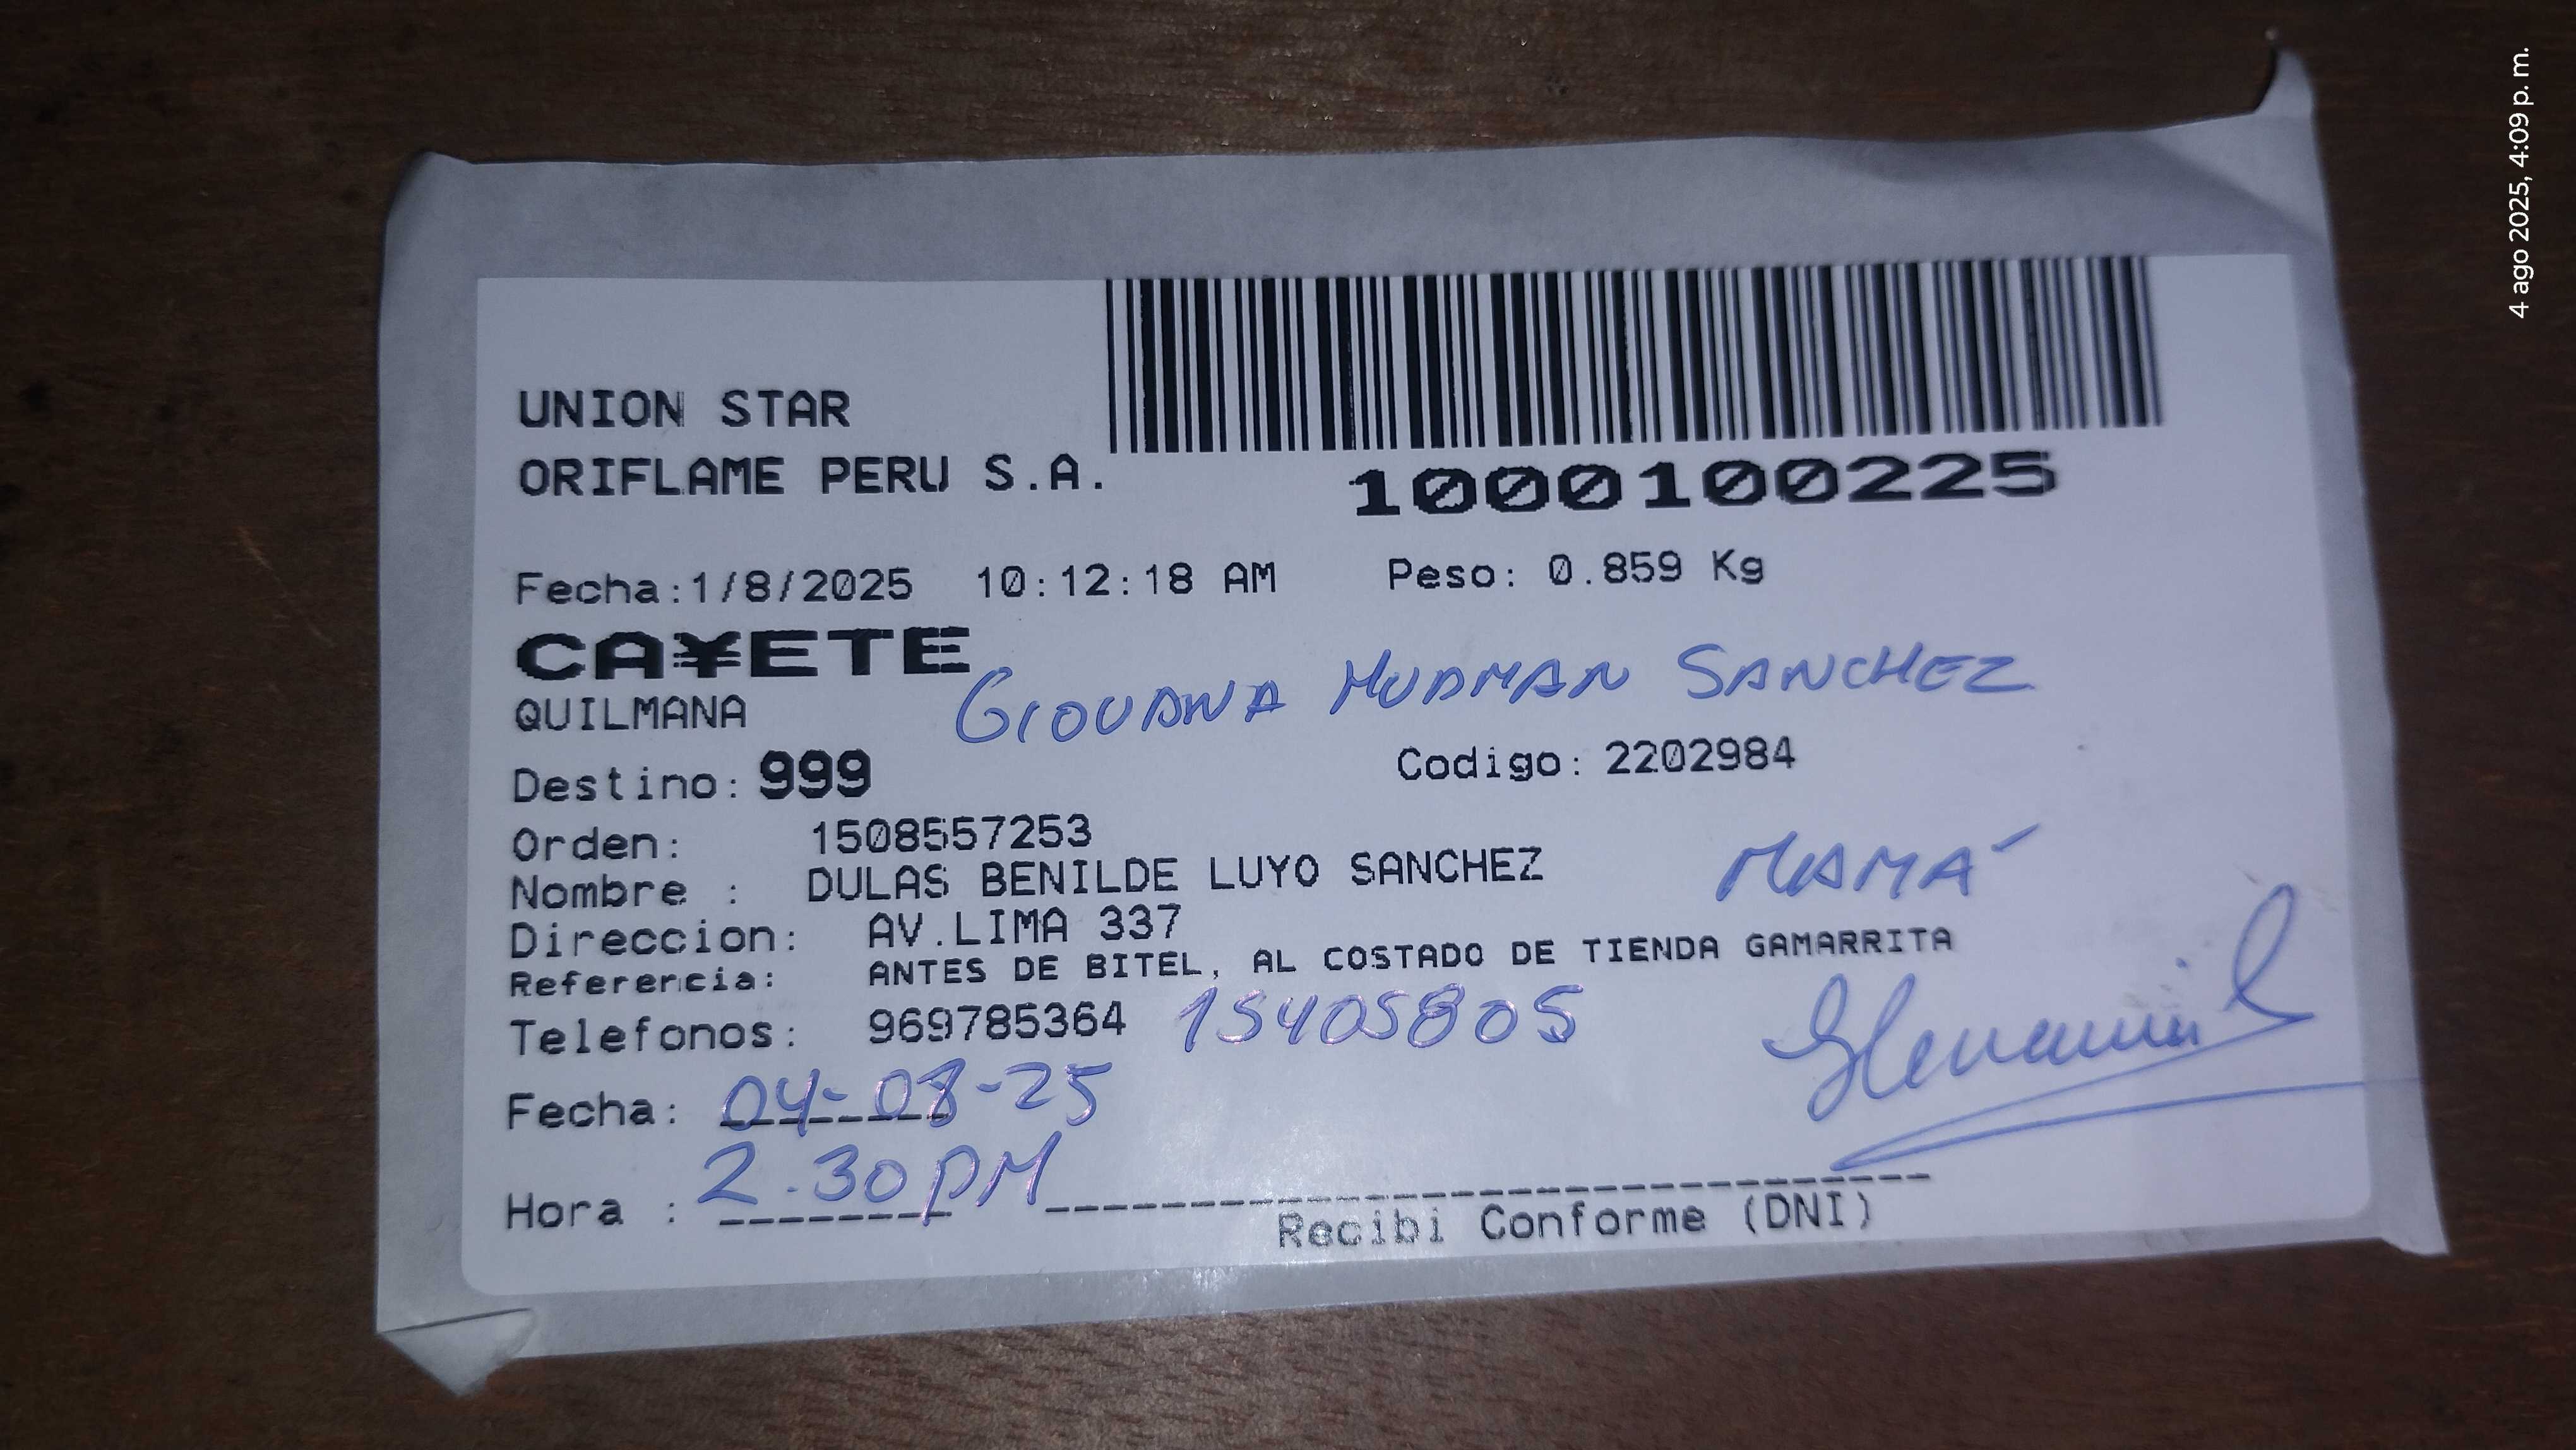 UNION STAR
ORIFLAME PERU S.A.
1000100225
Fecha:1/8/2025 10:12:18 AM Peso: 0.859 Kg
CA¥ETE
QUILMANA GIOVANA HUAMAN SANCHEZ
Destino: 999 Codigo: 2202984
Orden: 1508557253
Nombre : DULAS BENILDE LUYO SANCHEZ MAMÁ
Direccion: AV.LIMA 337
Referencia: ANTES DE BITEL, AL COSTADO DE TIENDA GAMARRITA
Telefonos: 969785364 15405805
Fecha: 04-08-25
Hora : 2.30 PM
Recibi Conforme (DNI)
4 ago 2025, 4:09 p. m.